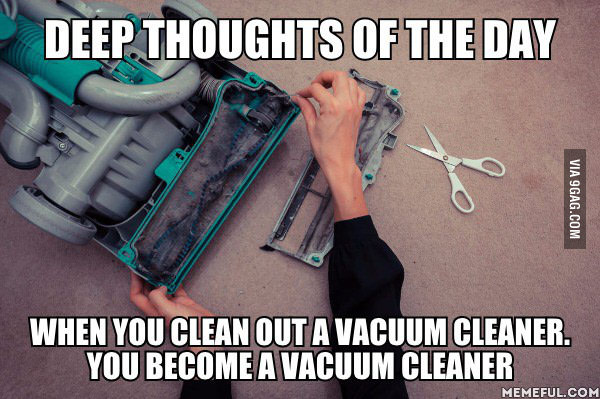 DEEP THOUGHTS OF THE DAY
VIA 9GAG.COM
WHEN YOU CLEAN OUT A VACUUM CLEANER.
YOU BECOME A VACUUM CLEANER
MEMEFUL.COM